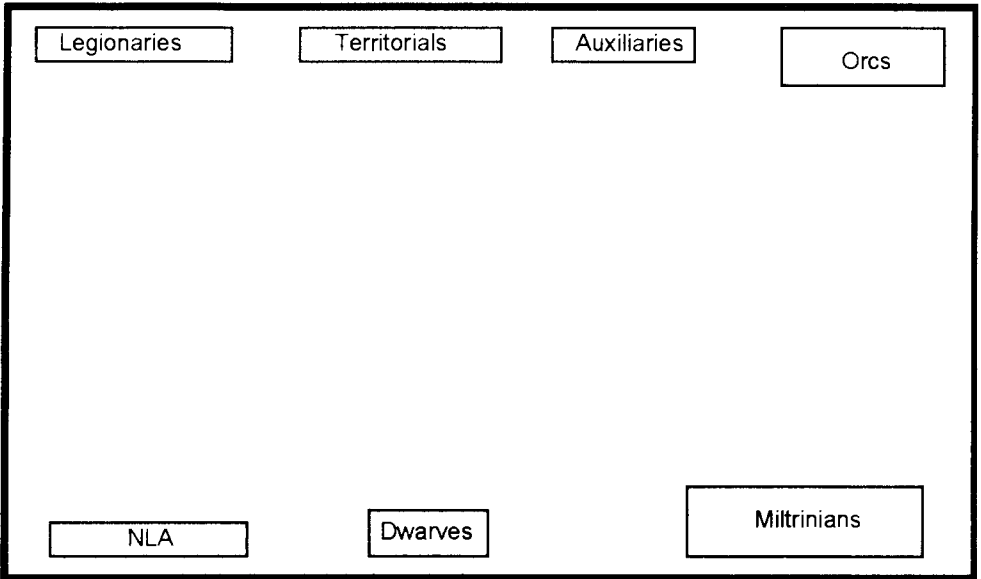 Legionaries
Territorials
Auxiliaries
Orcs
NLA
Dwarves
Miltrinians